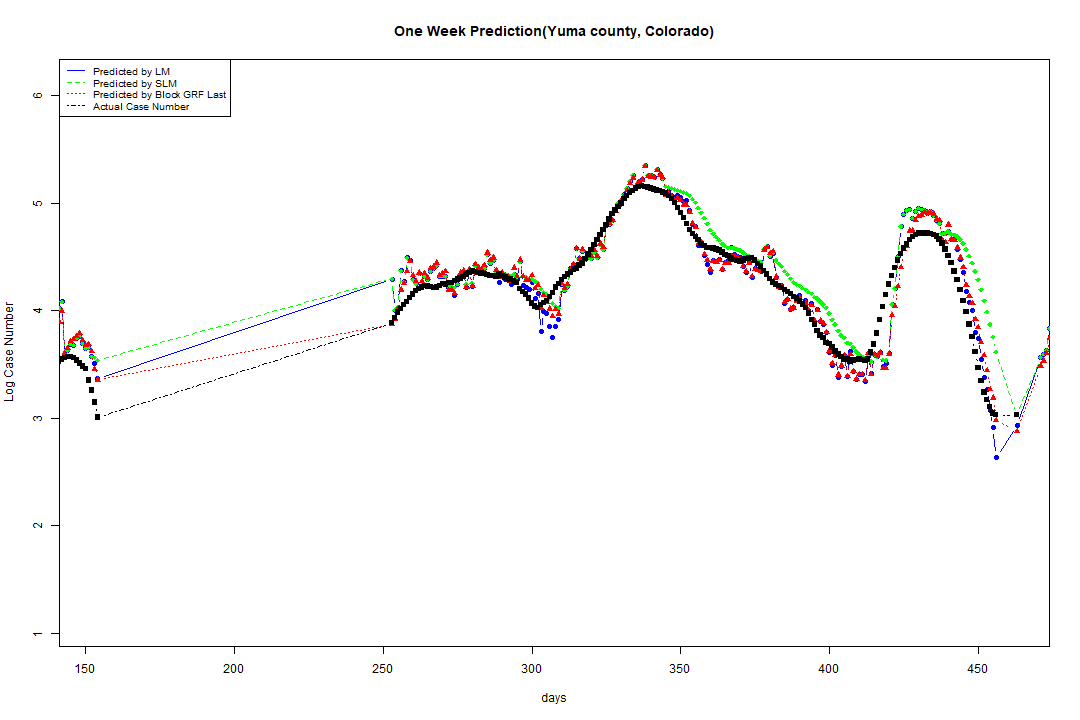 One Week Prediction(Yuma county, Colorado)
Predicted by LM
Predicted by SLM
Predicted by Block GRF Last
Actual Case Number
Log Case Number
6
5
4
3
2
1
150 200 250 300 350 400 450
days